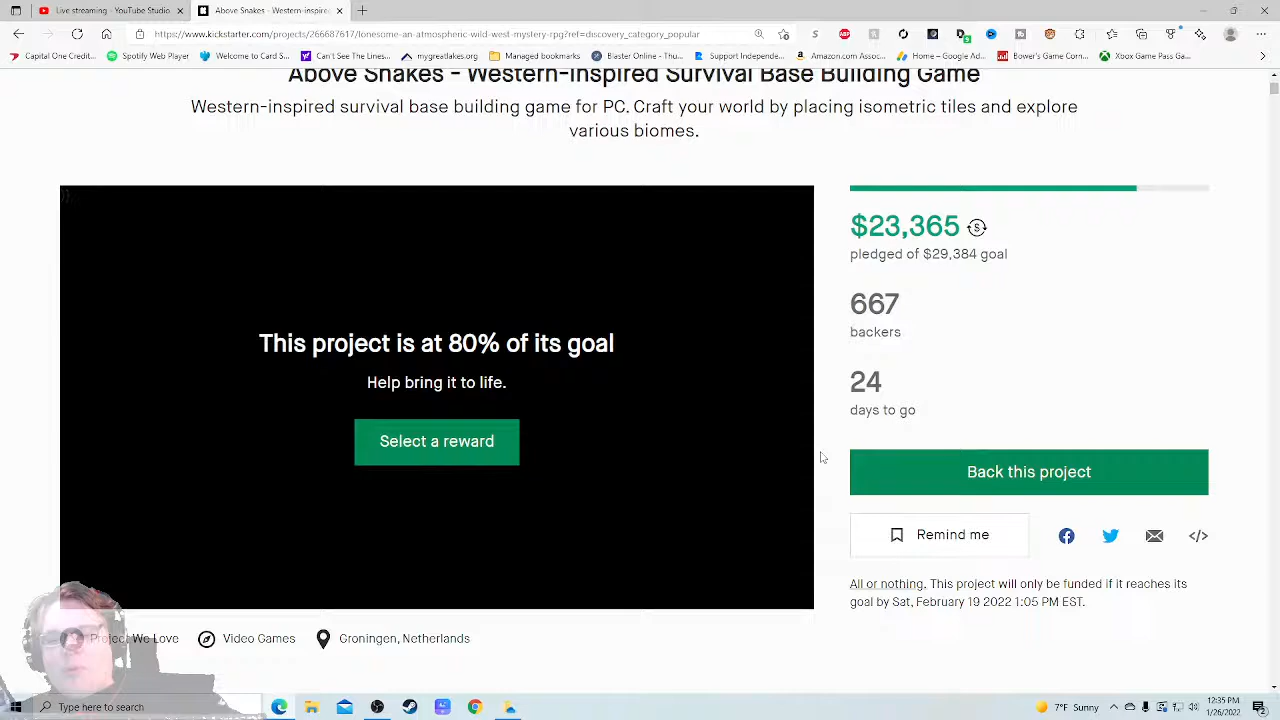 Live streaming - YouTube Studio
Above Snakes - Western-inspire
https://www.kickstarter.com/projects/266687617/lonesome-an-atmospheric-wild-west-mystery-rpg?ref=discovery_category_popular
Capital One Credit...
Spotify Web Player
Welcome to United...
Can't See The Lines...
mygreatlakes.org
Managed bookmarks
Blaster Online - Thu...
Support Independe...
Amazon.com Assoc...
Home - Google Ado...
Bower's Game Corn...
Xbox Game Pass Ga...
Above Snakes - Western-Inspired Survival Base Building Game
Western-inspired survival base building game for PC. Craft your world by placing isometric tiles and explore
various biomes.
This project is at 80% of its goal
Help bring it to life.
Select a reward
$23,365
pledged of $29,384 goal
667
backers
24
days to go
Back this project
Remind me
All or nothing. This project will only be funded if it reaches its
goal by Sat, February 19 2022 1:05 PM EST.
Project We Love
Video Games
Groningen, Netherlands
Type here to search
7°F Sunny
12:35 PM
1/26/2022